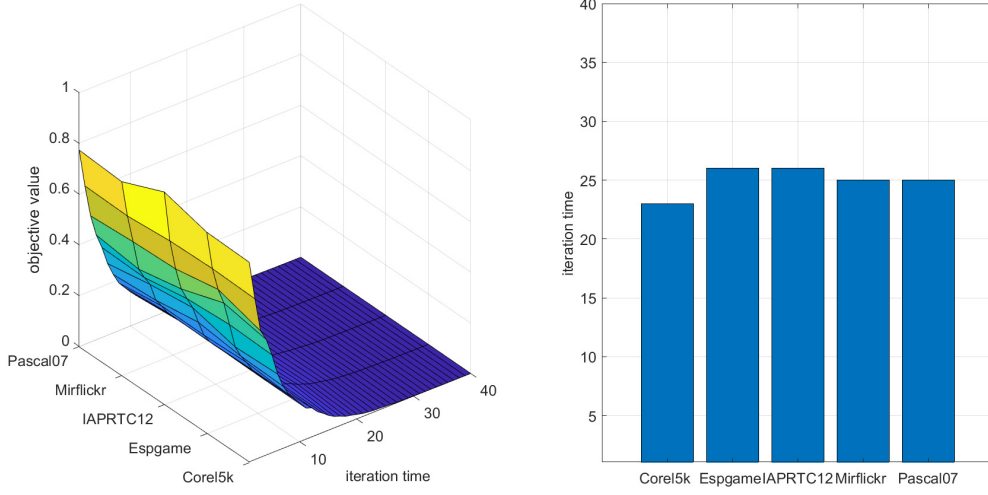 1
0.8
0.6
0.4
0.2
0
objective value
Pascal07
Mirflickr
IAPRTC12
Espgame
Corel5k
10
20
30
40
iteration time
40
35
30
25
20
15
10
5
iteration time
Corel5k Espgame IAPRTC12 Mirflickr Pascal07